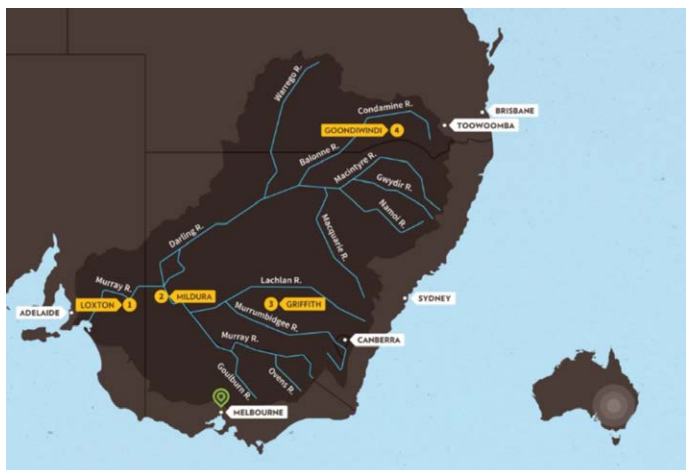 Warrego R.
Condamine R.
BRISBANE
TOOWOOMBA
GOONDIWINDI 4
Balonne R.
Macintyre R.
Gwydir R.
Namoi R.
Macquarie R.
Darling R.
Murray R.
Lachlan R.
2 MILDURA
LOXTON 1
3 GRIFFITH
SYDNEY
ADELAIDE
Murrumbidgee R.
Murray R.
CANBERRA
Goulburn R.
Ovens R.
MELBOURNE